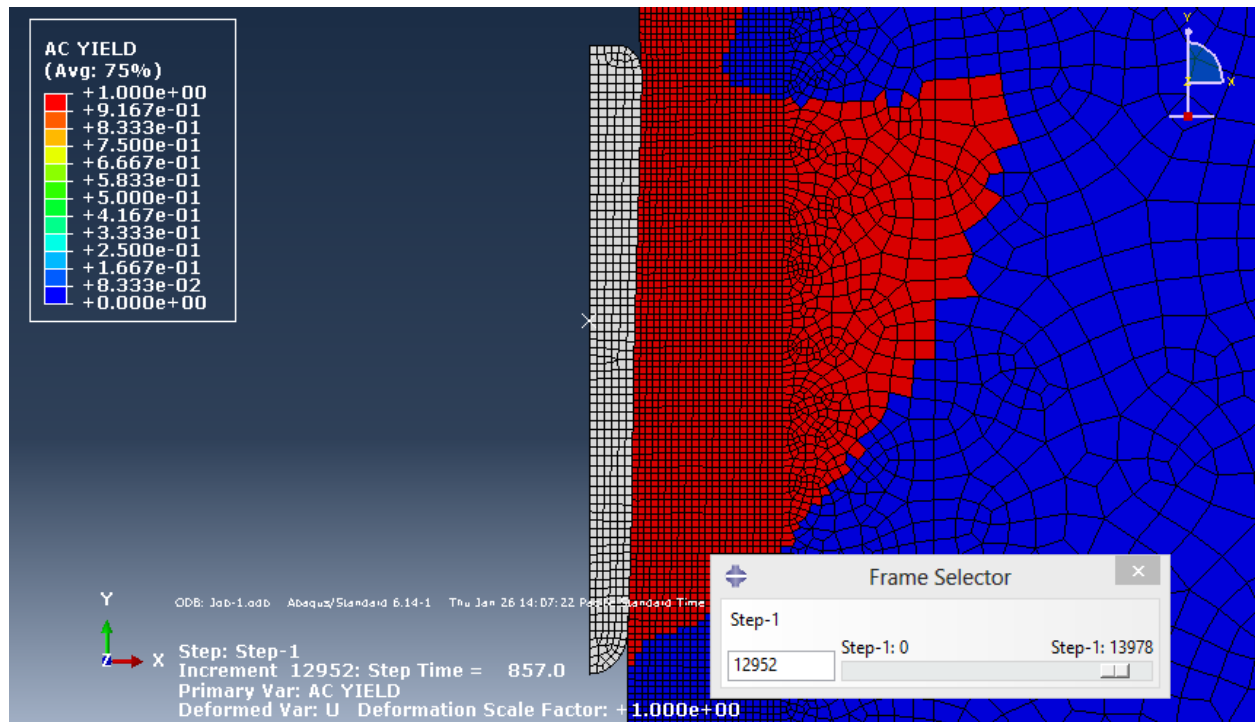 AC YIELD
(Avg: 75%)
+1.000e+00
+9.167e-01
+8.333e-01
+7.500e-01
+6.667e-01
+5.833e-01
+5.000e-01
+4.167e-01
+3.333e-01
+2.500e-01
+1.667e-01
+8.333e-02
+0.000e+00
Y
Z
X
Y
Z
X
ODB: Job-1.odb Abaqus/Standard 6.14-1 Thu Jan 26 14:07:22 Pacific Standard Time
Step: Step-1
Increment 12952: Step Time = 857.0
Primary Var: AC YIELD
Deformed Var: U Deformation Scale Factor: +1.000e+00
Frame Selector
Step-1
Step-1: 0
Step-1: 13978
12952